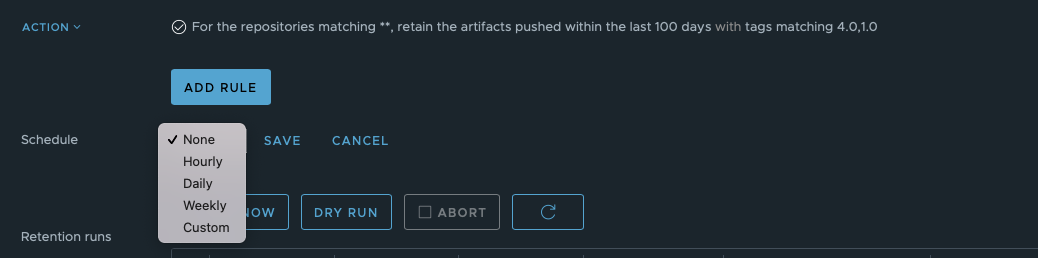 ACTION
For the repositories matching **, retain the artifacts pushed within the last 100 days with tags matching 4.0,1.0
ADD RULE
Schedule
None
Hourly
Daily
Weekly
Custom
SAVE
CANCEL
NOW
DRY RUN
ABORT
Retention runs